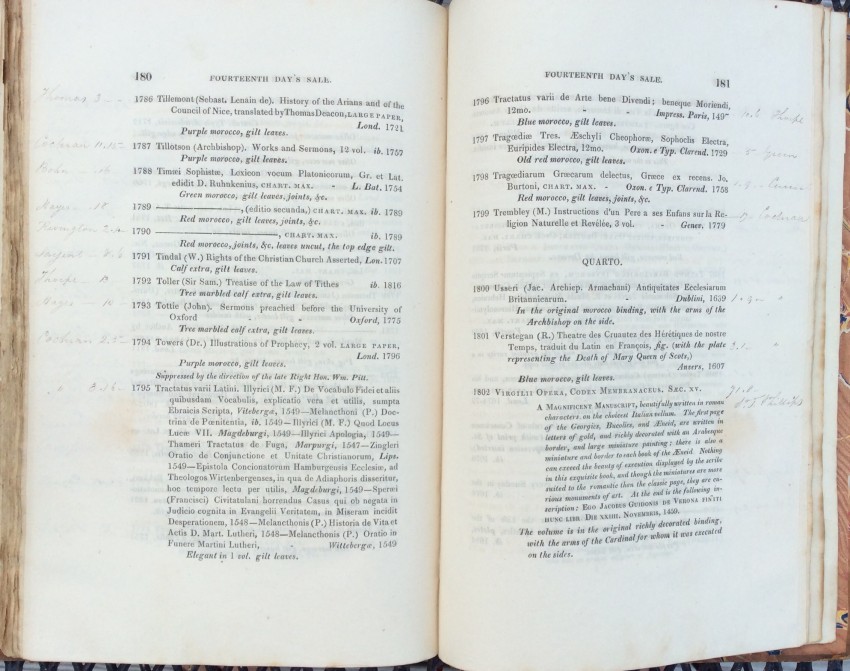 180 FOURTEENTH DAY'S SALE.
1786 Tillemont (Sebast. Lenain de). History of the Arians and of the
Council of Nice, translated by Thomas Deacon, LARGE PAPER,
Lond. 1721
Purple morocco, gilt leaves.
1787 Tillotson (Archbishop). Works and Sermons, 12 vol. ib. 1757
Purple morocco, gilt leaves.
1788 Timæi Sophistæ, Lexicon vocum Platonicorum, Gr. et Lat.
edidit D. Ruhnkenius, CHART. MAX. - L. Bat. 1754
Green morocco, gilt leaves, joints, &c.
1789 ————, (editio secunda,) CHART. MAX. ib. 1789
Red morocco, gilt leaves, joints, &c.
1790 ————, CHART. MAX. ib. 1789
Red morocco, joints, &c. leaves uncut, the top edge gilt.
1791 Tindal (W.) Rights of the Christian Church Asserted, Lon. 1707
Calf extra, gilt leaves.
1792 Toller (Sir Sam.) Treatise of the Law of Tithes ib. 1816
Tree marbled calf extra, gilt leaves.
1793 Tottie (John). Sermons preached before the University of
Oxford - Oxford, 1775
Tree marbled calf extra, gilt leaves.
1794 Towers (Dr.) Illustrations of Prophecy, 2 vol. LARGE PAPER,
Lond. 1796
Purple morocco, gilt leaves.
Suppressed by the direction of the late Right Hon. Wm. Pitt.
1795 Tractatus varii Latini. Illyrici (M. F.) De Vocabulo Fidei et aliis
quibusdam Vocabulis, explicatio vera et utilis, sumpta
Ebraicis Scripta, Vitebergæ, 1549—Melancthoni (P.) Doc-
trina de Pœnitentia, ib. 1549—Illyrici (M. F.) Quod Locus
Lucæ VII. Magdeburgi, 1549—Illyrici Apologia, 1549—
Thameri Tractatus de Fuga, Marpurgi, 1547—Zingleri
Oratio de Conjunctione et Unitate Christianorum, Lips.
1549—Epistola Concionatorum Hamburgensis Ecclesiæ, ad
Theologos Wirtenbergenses, in qua de Adiaphoris disseritur,
hoc tempore lectu per utilis, Magdeburgi, 1549—Sperei
(Francisci) Civitatulani horrendus Casus qui ob negata in
Judicio cognita in Evangelii Veritatem, in Miseram incidit
Desperationem, 1548—Melancthonis (P.) Historia de Vita et
Actis D. Mart. Lutheri, 1548—Melancthonis (P.) Oratio in
Funere Martini Lutheri, - Wittebergæ, 1549
Elegant in 1 vol. gilt leaves.
FOURTEENTH DAY'S SALE. 181
1796 Tractatus varii de Arte bene Divendi; beneque Moriendi,
12mo. - - Impress. Paris, 149
Blue morocco, gilt leaves.
1797 Tragœdiæ Tres. Æschyli Cheophoræ, Sophoclis Electra,
Euripides Electra, 12mo. Oxon. e Typ. Clarend. 1729
Old red morocco, gilt leaves.
1798 Tragœdiarum Græcarum delectus, Græce ex recens. Jo.
Burtoni, CHART. MAX. - Oxon. e Typ. Clarend. 1758
Red morocco, gilt leaves, joints, &c.
1799 Trembley (M.) Instructions d'un Pere a ses Enfans sur la Re-
ligion Naturelle et Revélée, 3 vol. - Genev. 1779
QUARTO.
1800 Usseri (Jac. Archiep. Armachani) Antiquitates Ecclesiarum
Britannicarum. - Dublini, 1639
In the original morocco binding, with the arms of the
Archbishop on the side.
1801 Verstegan (R.) Theatre des Cruautez des Hérétiques de nostre
Temps, traduit du Latin en François, fig. (with the plate
representing the Death of Mary Queen of Scots,)
Anvers, 1607
Blue morocco, gilt leaves.
1802 VIRGILII OPERA, CODEX MEMBRANACEUS. SÆC. XV.
A MAGNIFICENT MANUSCRIPT, beautifully written in roman
characters, on the choicest Italian vellum. The first page
of the Georgics, Bucolics, and Æneid, are written in
letters of gold, and richly decorated with an Arabesque
border, and large miniature painting: there is also a
miniature and border to each book of the Æneid. Nothing
can exceed the beauty of execution displayed by the scribe
in this exquisite book, and though the miniatures are more
suited to the romantic than the classic page, they are cu-
rious monuments of art. At the end is the following in-
scription: EGO JACOBUS GUIDONIS DE VERONA FINITI
HUNC LIBR. DIE XXIII. NOVEMBRIS, 1459.
The volume is in the original richly decorated binding,
with the arms of the Cardinal for whom it was executed
on the sides.